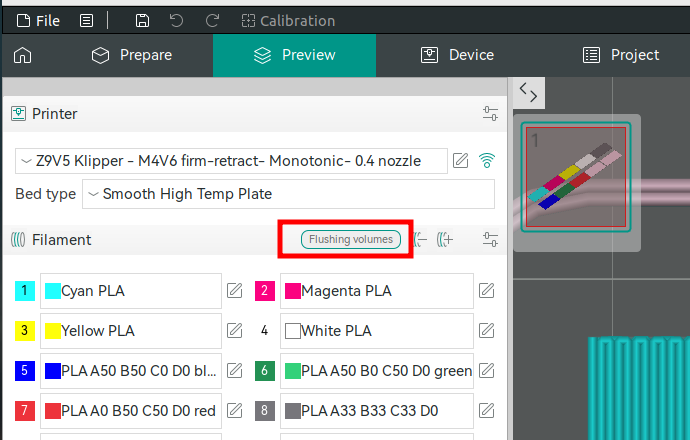 File Calibration
Prepare Preview Device Project
Printer
1
Z9V5 Klipper - M4V6 firm-retract- Monotonic- 0.4 nozzle
Bed type Smooth High Temp Plate
Filament Flushing volumes
1 Cyan PLA 2 Magenta PLA
3 Yellow PLA 4 White PLA
5 PLA A50 B50 C0 D0 bl... 6 PLA A50 B0 C50 D0 green
7 PLA A0 B50 C50 D0 red 8 PLA A33 B33 C33 D0